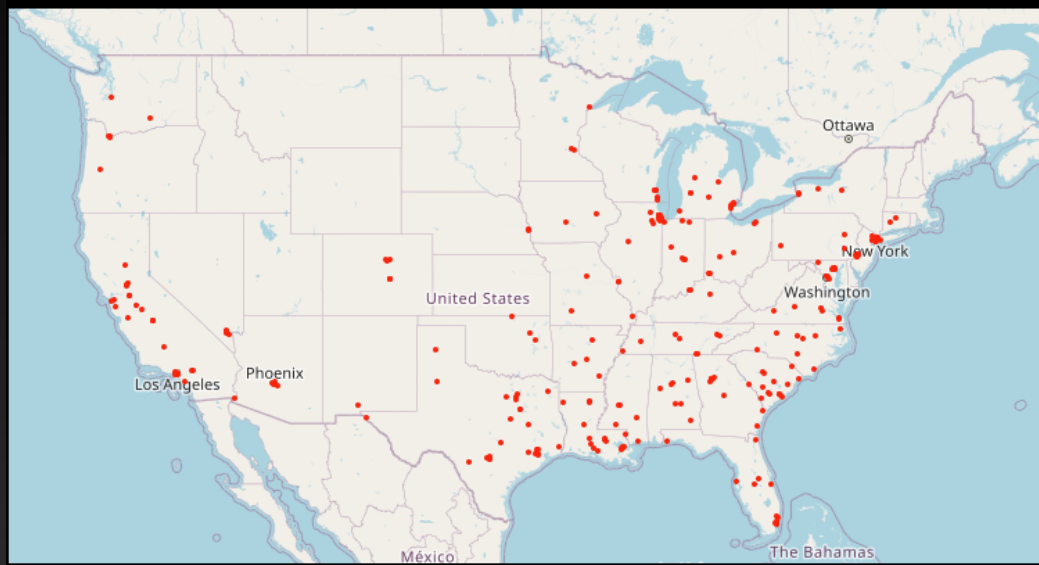 Ottawa
New York
Washington
United States
Phoenix
Los Angeles
México
The Bahamas